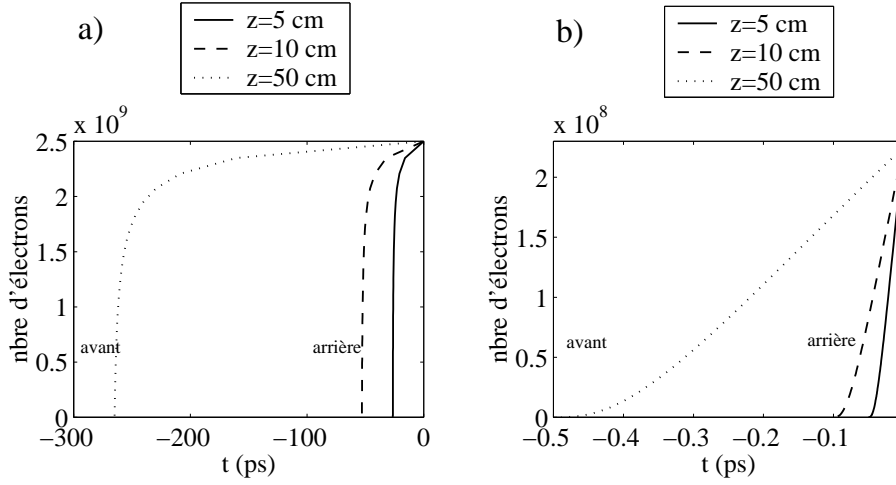 a)
z=5 cm
z=10 cm
z=50 cm
x 10^9
2.5
2
1.5
1
0.5
0
nbre d'électrons
avant
arrière
−300
−200
−100
0
t (ps)
b)
z=5 cm
z=10 cm
z=50 cm
x 10^8
2
1.5
1
0.5
0
nbre d'électrons
avant
arrière
−0.5
−0.4
−0.3
−0.2
−0.1
t (ps)